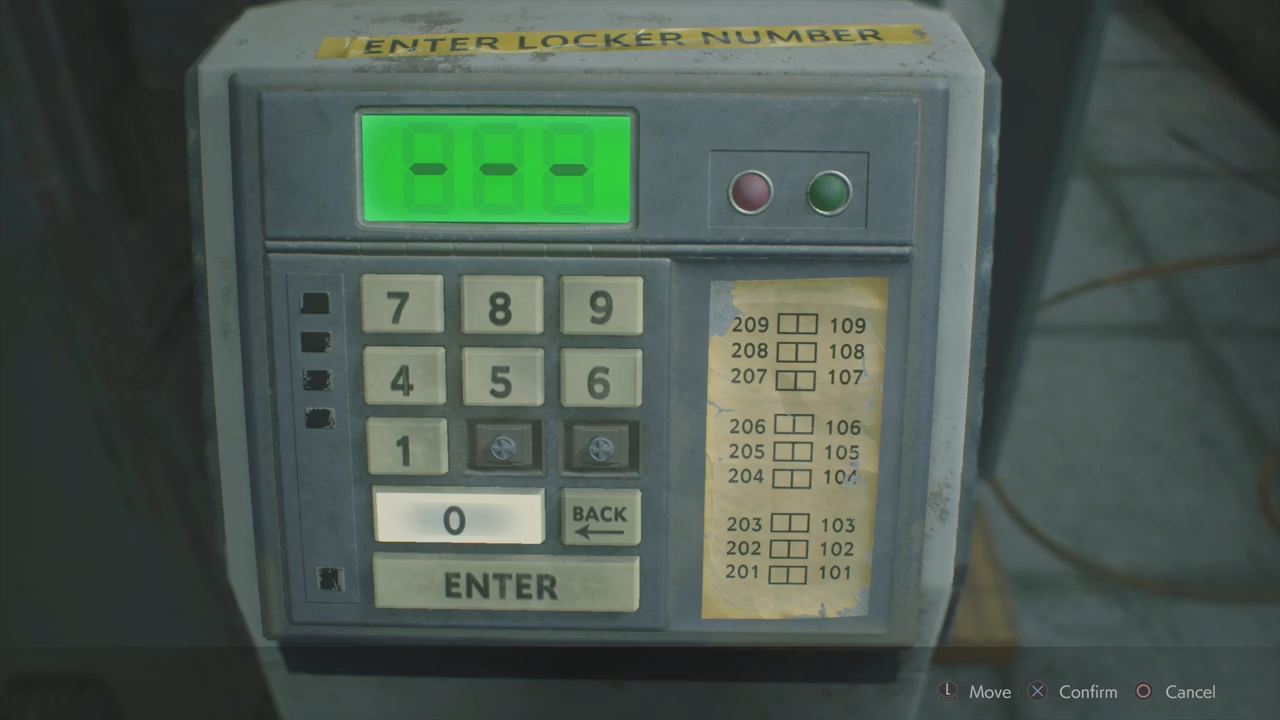 ENTER LOCKER NUMBER
- - -
7 8 9
4 5 6
1
0 BACK
ENTER
209 109
208 108
207 107
206 106
205 105
204 104
203 103
202 102
201 101
L Move Confirm Cancel